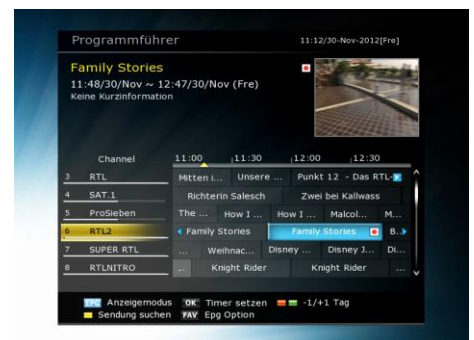 Programmführer 11:12/30-Nov-2012[Fre]
Family Stories
11:48/30/Nov ~ 12:47/30/Nov (Fre)
Keine Kurzinformation
Channel 11:00 11:30 12:00 12:30
3 RTL Mitten i... Unsere ... Punkt 12 - Das RTL-
4 SAT.1 Richterin Salesch Zwei bei Kallwass
5 ProSieben The ... How I ... How I ... Malcol... M...
6 RTL2 Family Stories Family Stories B..
7 SUPER RTL ... Weihnac... Disney ... Disney J... Di...
8 RTLNITRO ... Knight Rider Knight Rider ...
EPG Anzeigemodus OK Timer setzen -1/+1 Tag
Sendung suchen FAV Epg Option